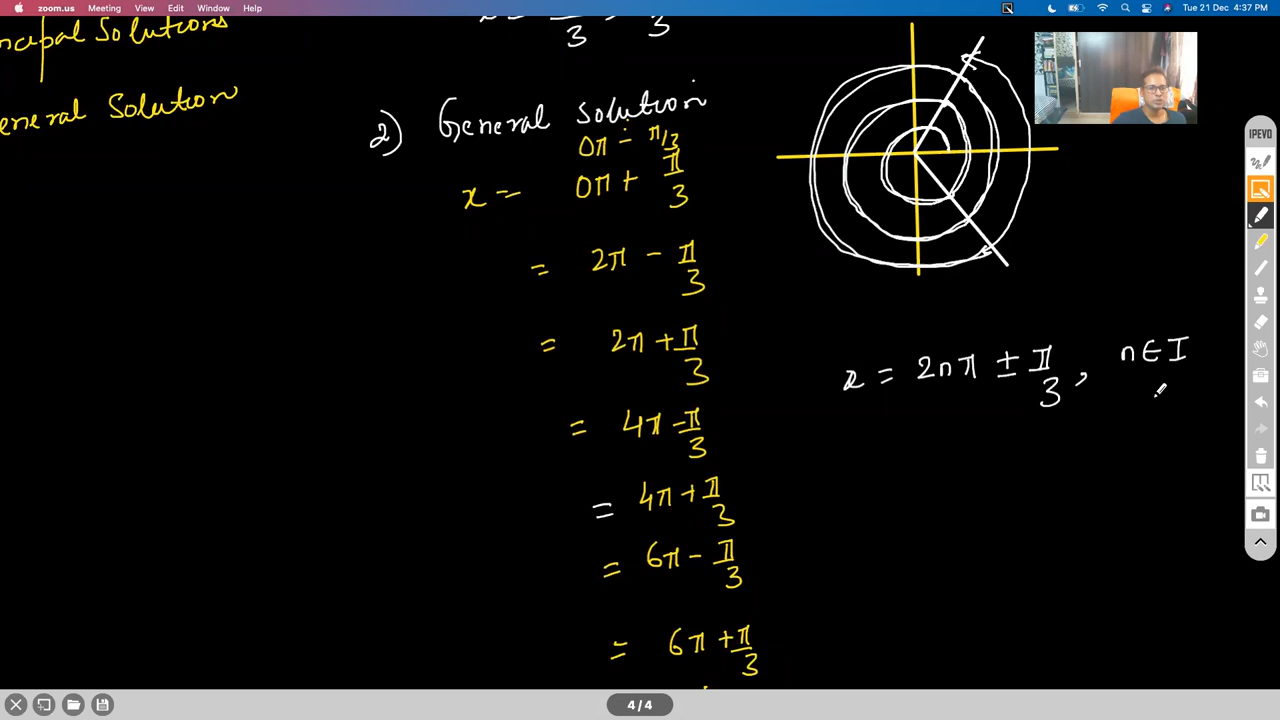 zoom.us Meeting View Edit Window Help Tue 21 Dec 4:37 PM
Solutions
General Solution
3 3
2) General solution
0π - π/3
x = 0π + π/3
= 2π - π/3
= 2π + π/3
= 4π - π/3
= 4π + π/3
= 6π - π/3
= 6π + π/3
x = 2nπ ± π/3, n ∈ I
IPEVO
4/4